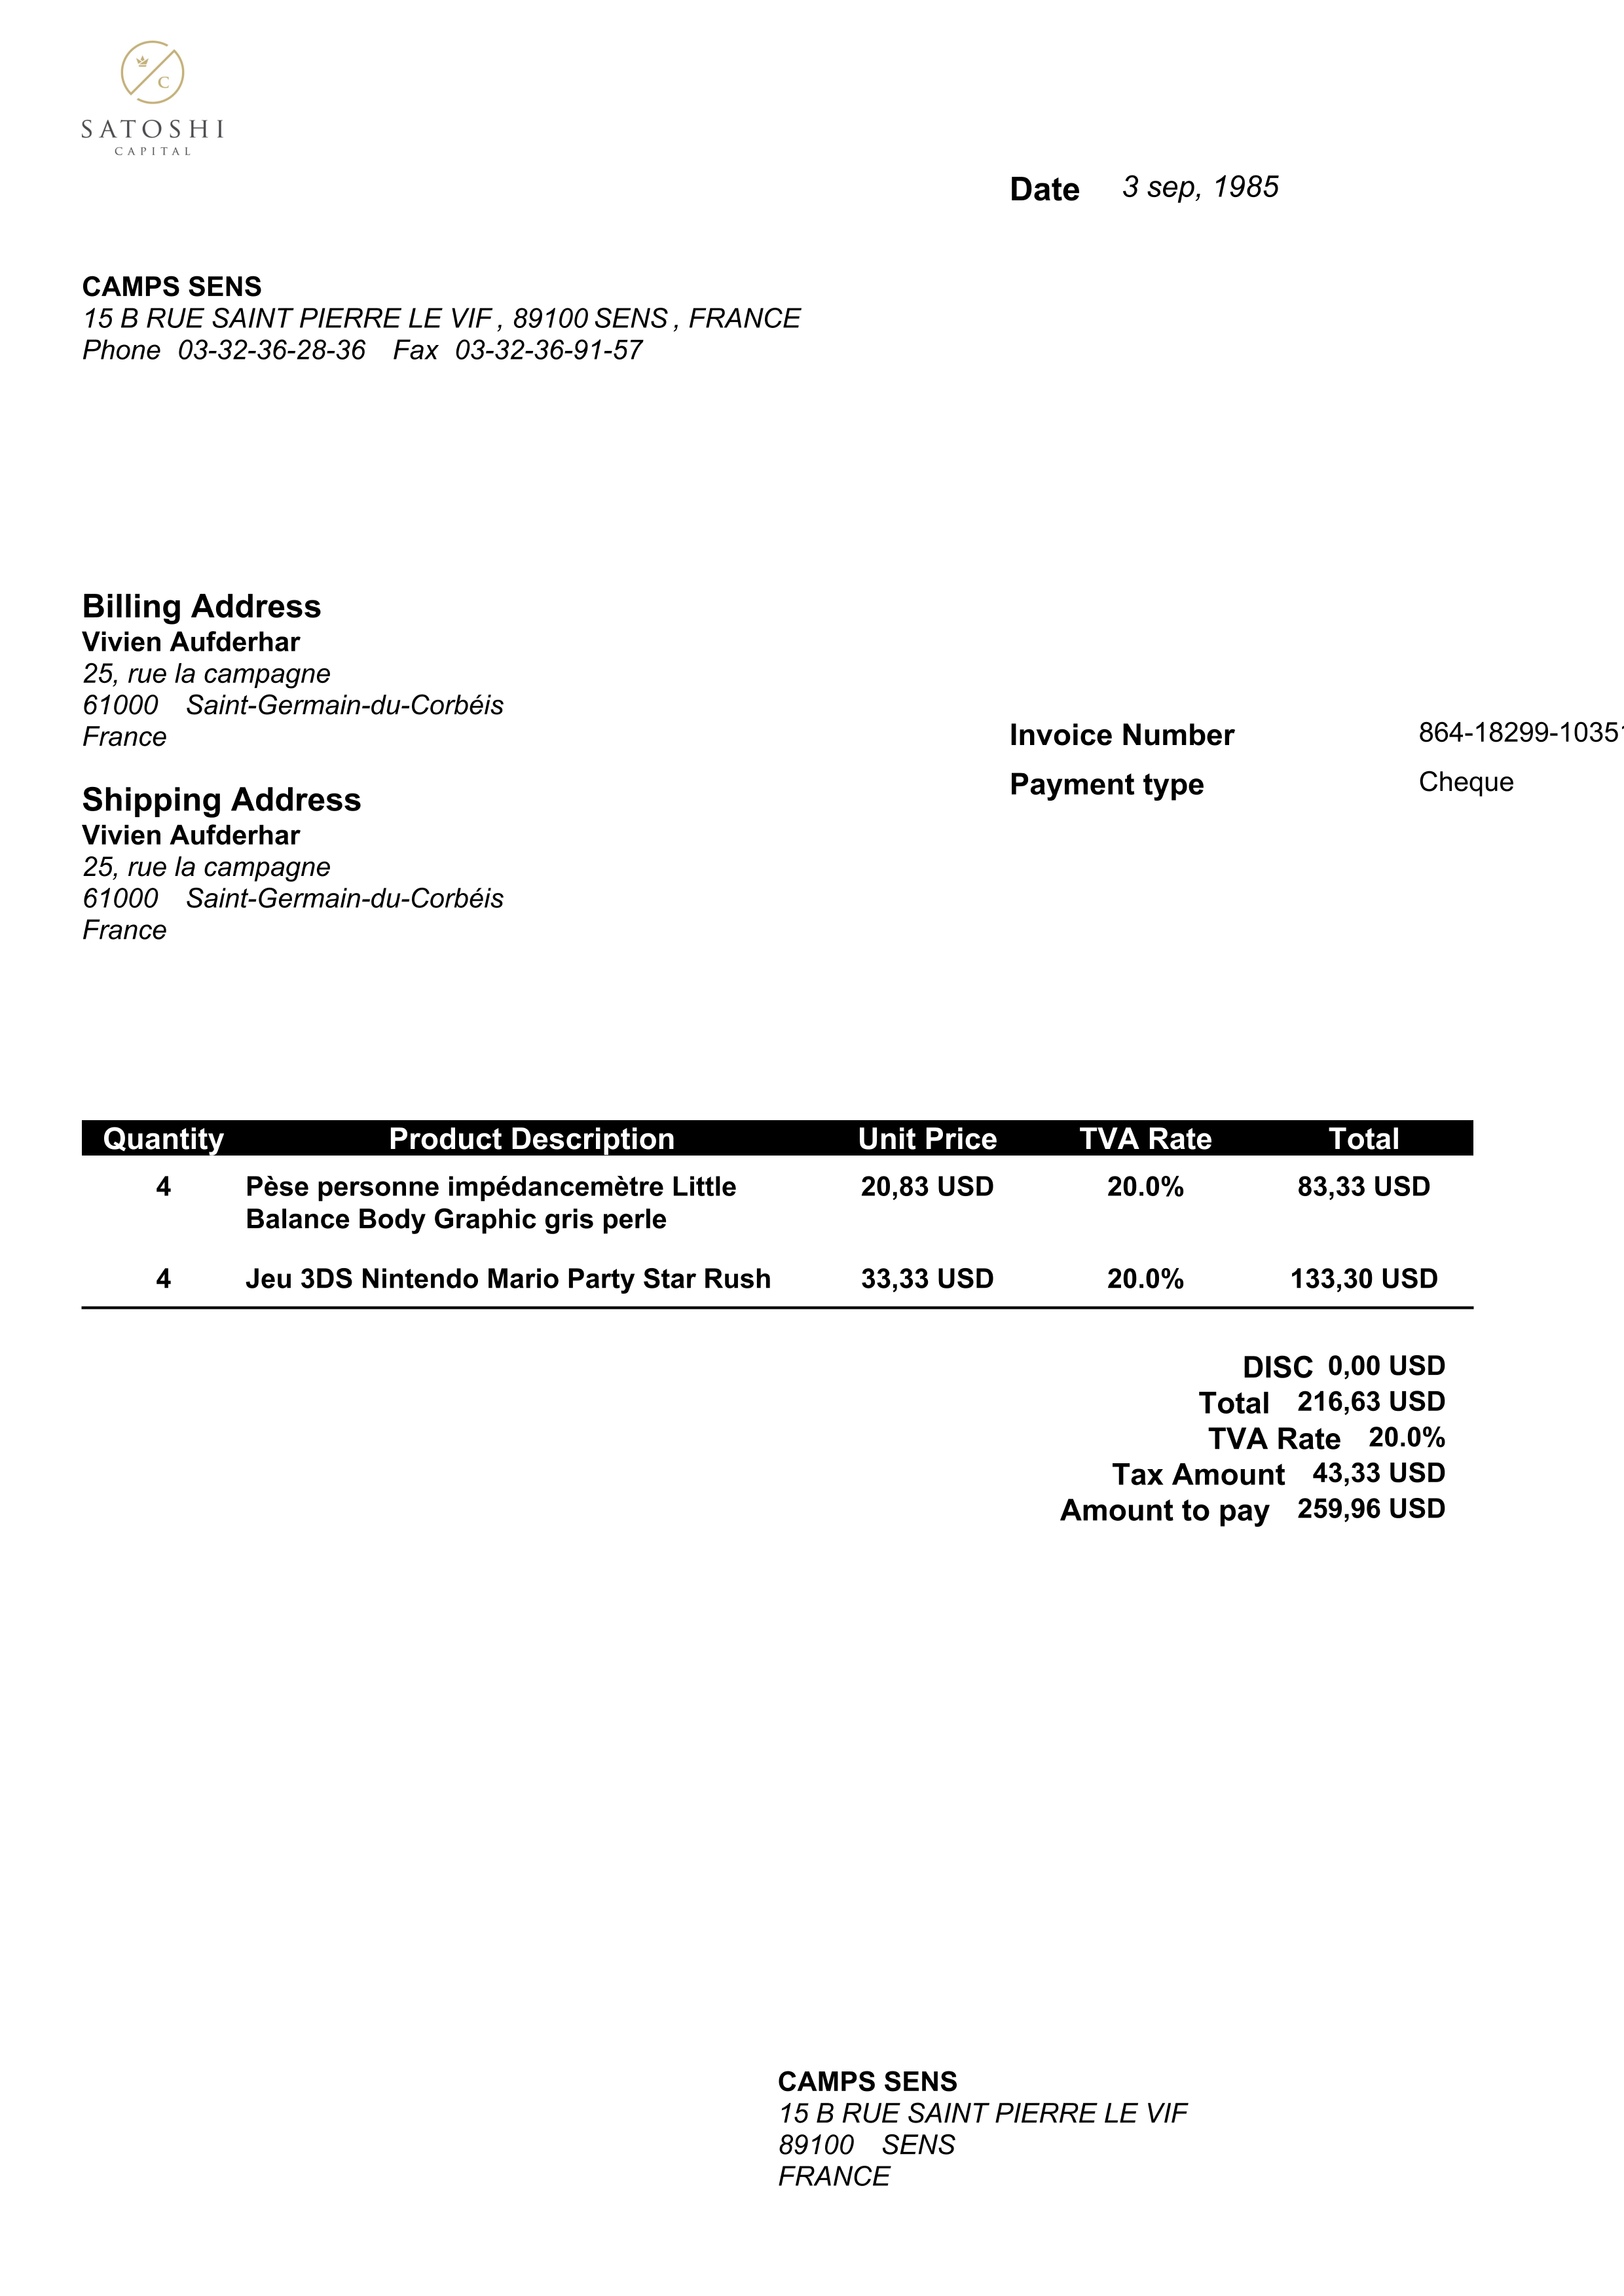 C
SATOSHI
CAPITAL
Date 3 sep, 1985
CAMPS SENS
15 B RUE SAINT PIERRE LE VIF , 89100 SENS , FRANCE
Phone 03-32-36-28-36 Fax 03-32-36-91-57
Billing Address
Vivien Aufderhar
25, rue la campagne
61000 Saint-Germain-du-Corbéis
France
Invoice Number 864-18299-10351
Payment type Cheque
Shipping Address
Vivien Aufderhar
25, rue la campagne
61000 Saint-Germain-du-Corbéis
France
Quantity Product Description Unit Price TVA Rate Total
4 Pèse personne impédancemètre Little 20,83 USD 20.0% 83,33 USD
Balance Body Graphic gris perle
4 Jeu 3DS Nintendo Mario Party Star Rush 33,33 USD 20.0% 133,30 USD
DISC 0,00 USD
Total 216,63 USD
TVA Rate 20.0%
Tax Amount 43,33 USD
Amount to pay 259,96 USD
CAMPS SENS
15 B RUE SAINT PIERRE LE VIF
89100 SENS
FRANCE